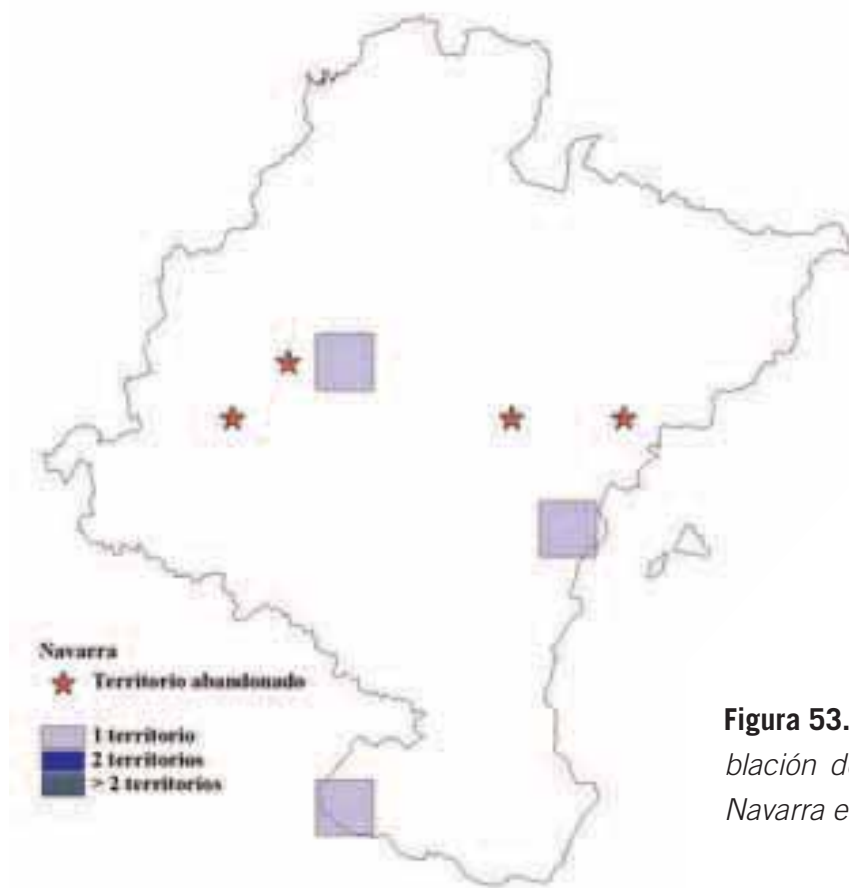 Navarra
Territorio abandonado
1 territorio
2 territorios
> 2 territorios
Figura 53.
blación d
Navarra e